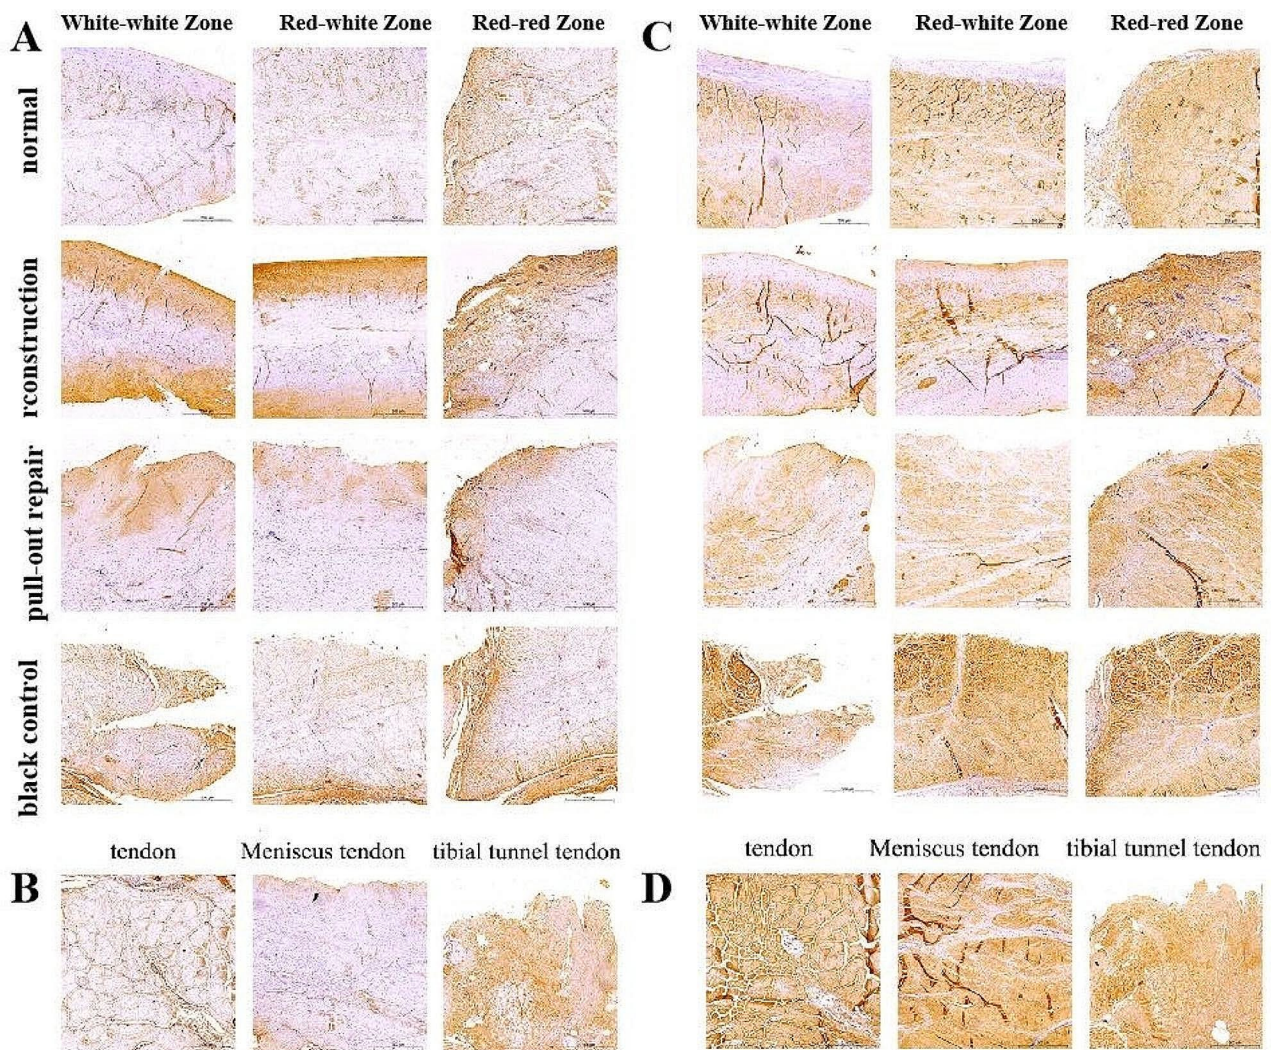 A
White-white Zone
Red-white Zone
Red-red Zone
C
White-white Zone
Red-white Zone
Red-red Zone
normal
rconstruction
pull-out repair
black control
tendon
Meniscus tendon
tibial tunnel tendon
tendon
Meniscus tendon
tibial tunnel tendon
B
D